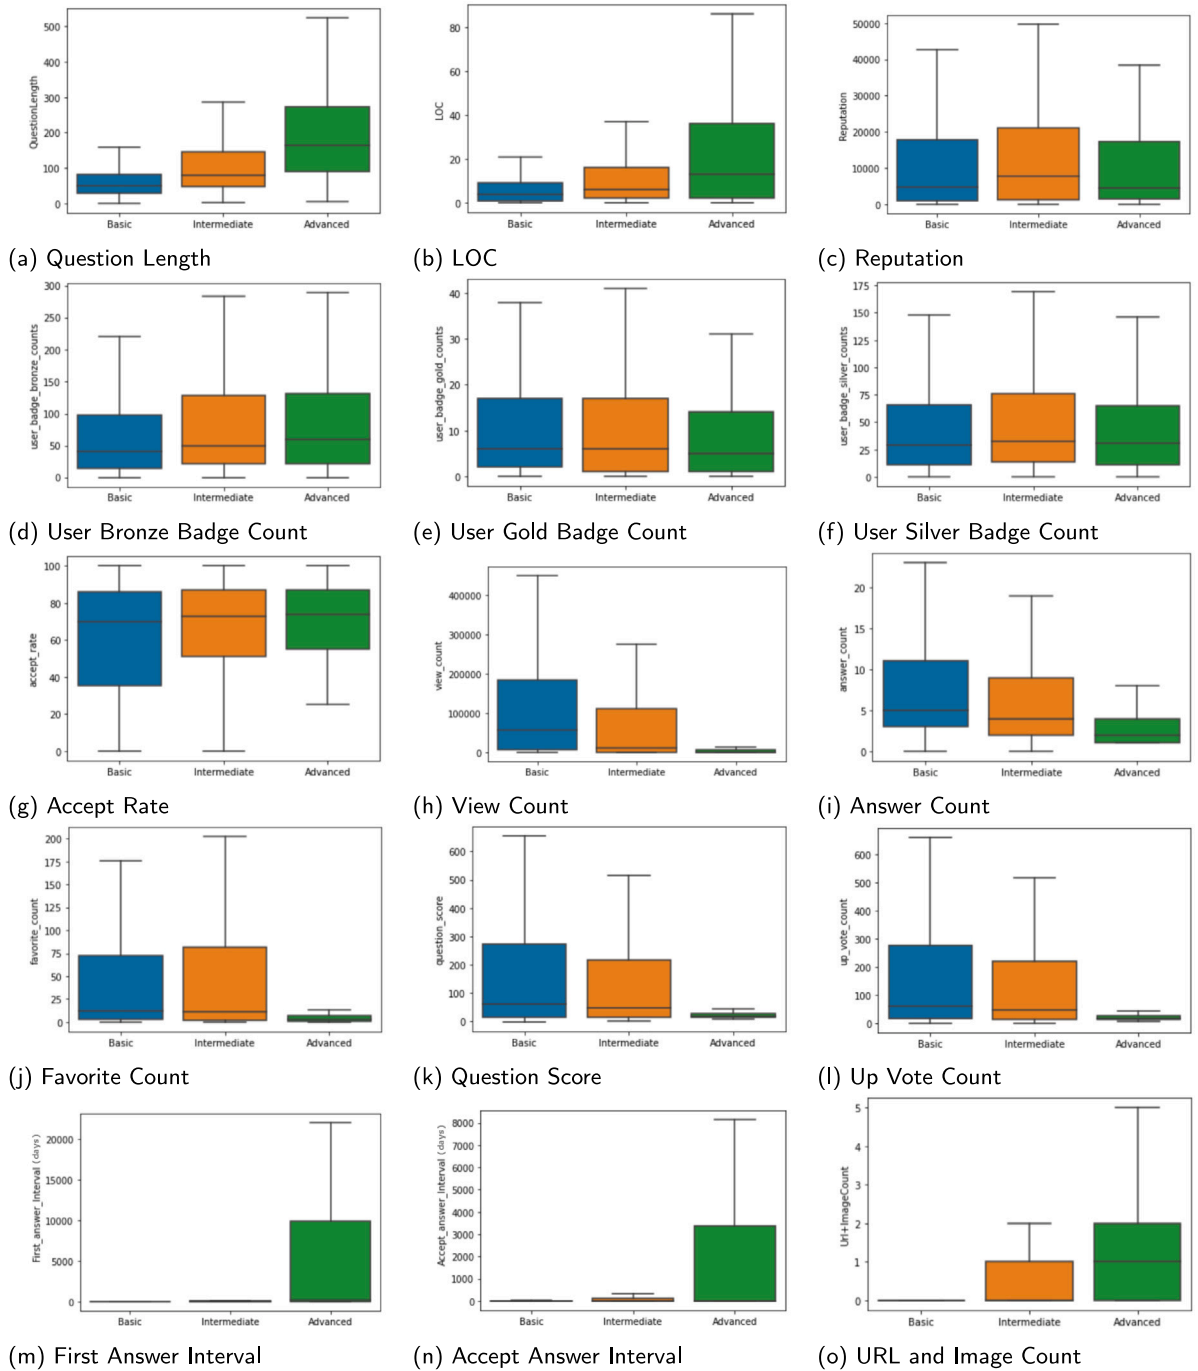 500
400
300
200
100
0
QuestionLength
Basic Intermediate Advanced
(a) Question Length
80
60
40
20
0
LOC
Basic Intermediate Advanced
(b) LOC
50000
40000
30000
20000
10000
0
Reputation
Basic Intermediate Advanced
(c) Reputation
300
250
200
150
100
50
0
user_badge_bronze_counts
Basic Intermediate Advanced
(d) User Bronze Badge Count
40
30
20
10
0
user_badge_gold_counts
Basic Intermediate Advanced
(e) User Gold Badge Count
175
150
125
100
75
50
25
0
user_badge_silver_counts
Basic Intermediate Advanced
(f) User Silver Badge Count
100
80
60
40
20
0
accept_rate
Basic Intermediate Advanced
(g) Accept Rate
400000
300000
200000
100000
0
view_count
Basic Intermediate Advanced
(h) View Count
20
15
10
5
0
answer_count
Basic Intermediate Advanced
(i) Answer Count
200
175
150
125
100
75
50
25
0
favorite_count
Basic Intermediate Advanced
(j) Favorite Count
600
500
400
300
200
100
0
question_score
Basic Intermediate Advanced
(k) Question Score
600
500
400
300
200
100
0
up_vote_count
Basic Intermediate Advanced
(l) Up Vote Count
20000
15000
10000
5000
0
First_answer_Interval (days)
Basic Intermediate Advanced
(m) First Answer Interval
8000
7000
6000
5000
4000
3000
2000
1000
0
Accept_answer_Interval (days)
Basic Intermediate Advanced
(n) Accept Answer Interval
5
4
3
2
1
0
Url+ImageCount
Basic Intermediate Advanced
(o) URL and Image Count